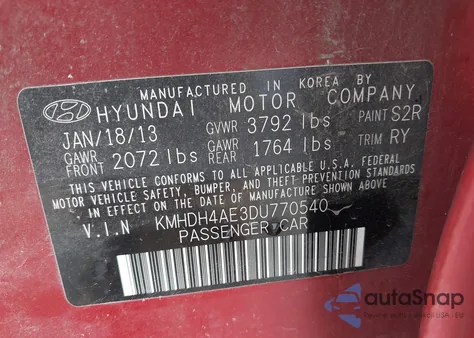 MANUFACTURED IN KOREA BY
HYUNDAI MOTOR COMPANY
JAN/18/13 GVWR 3792 lbs PAINT S2R
GAWR FRONT 2072 lbs GAWR REAR 1764 lbs TRIM RY
THIS VEHICLE CONFORMS TO ALL APPLICABLE U.S.A. FEDERAL
MOTOR VEHICLE SAFETY, BUMPER, AND THEFT PREVENTION STANDARDS
IN EFFECT ON THE DATE OF MANUFACTURE SHOWN ABOVE.
V.I.N KMHDH4AE3DU770540
PASSENGER CAR
autoSnap